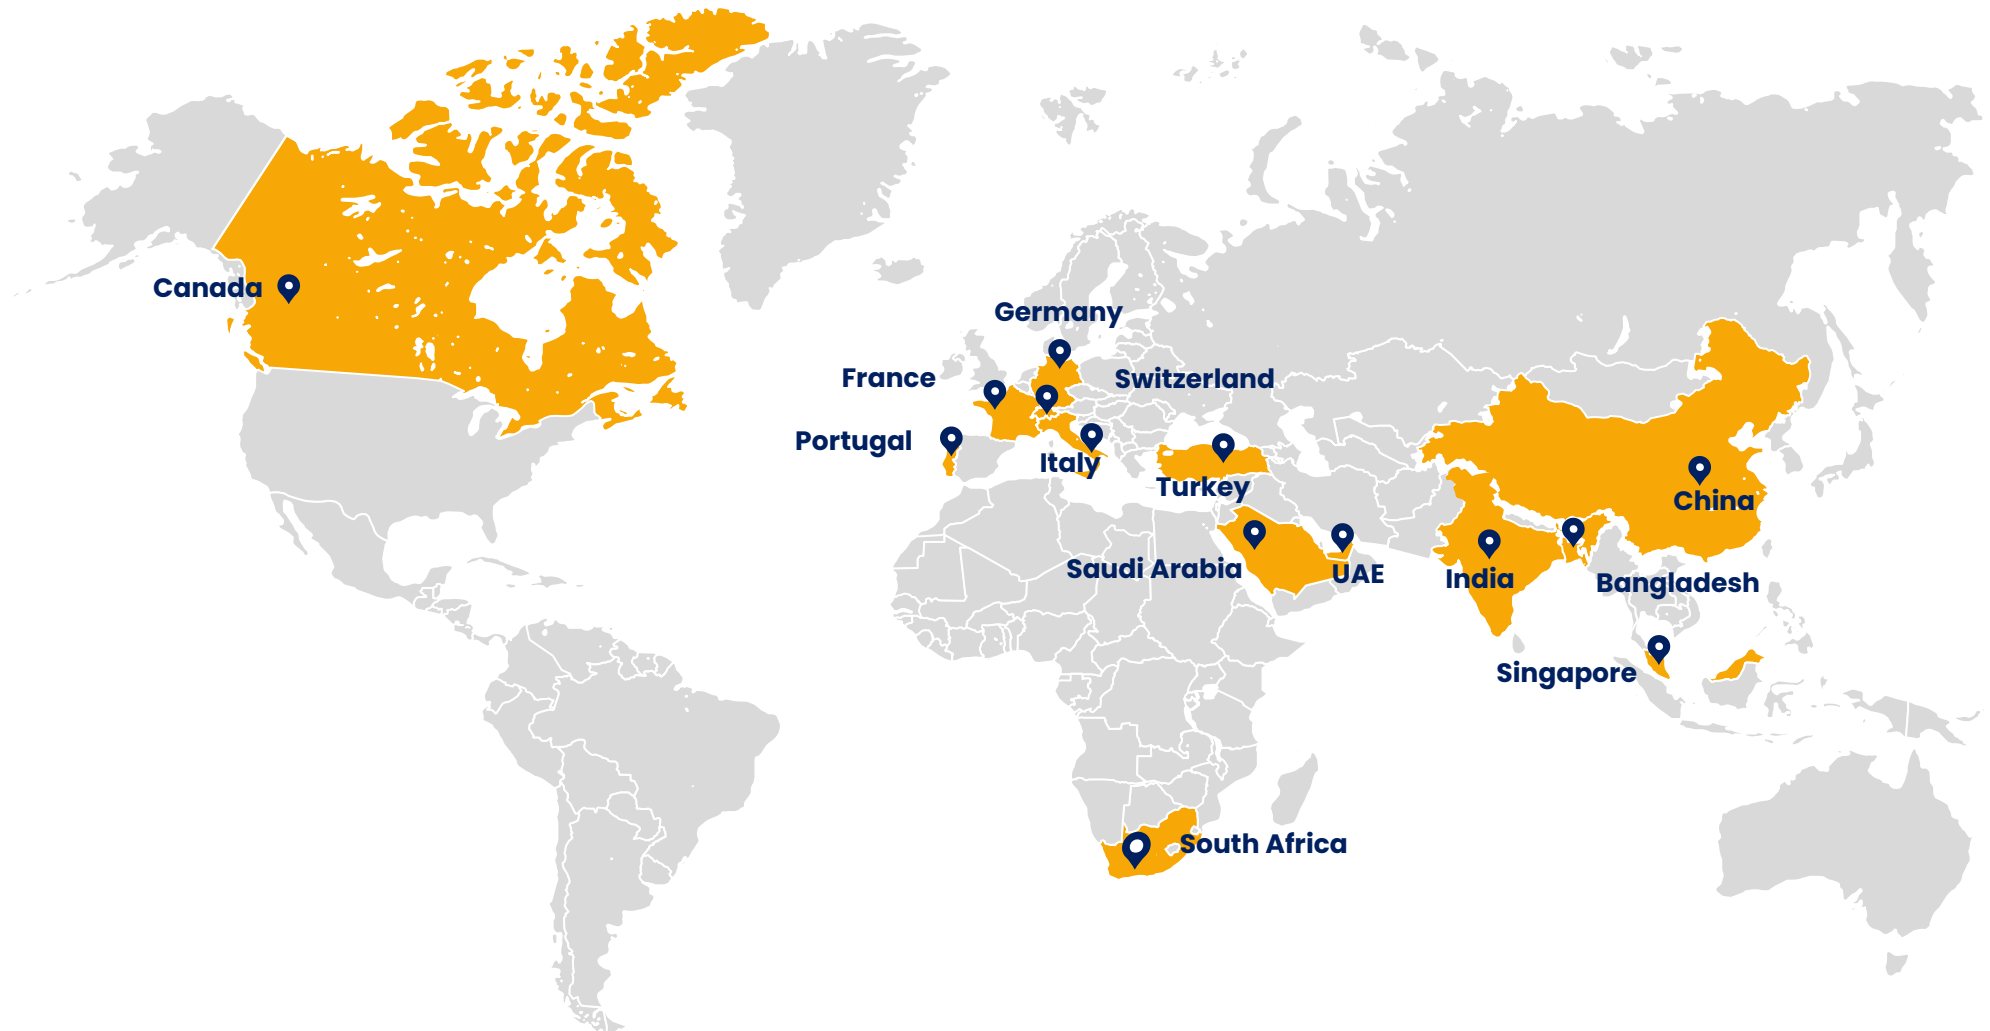 Canada
Germany
France
Switzerland
Portugal
Italy
Turkey
China
Saudi Arabia
UAE
India
Bangladesh
Singapore
South Africa